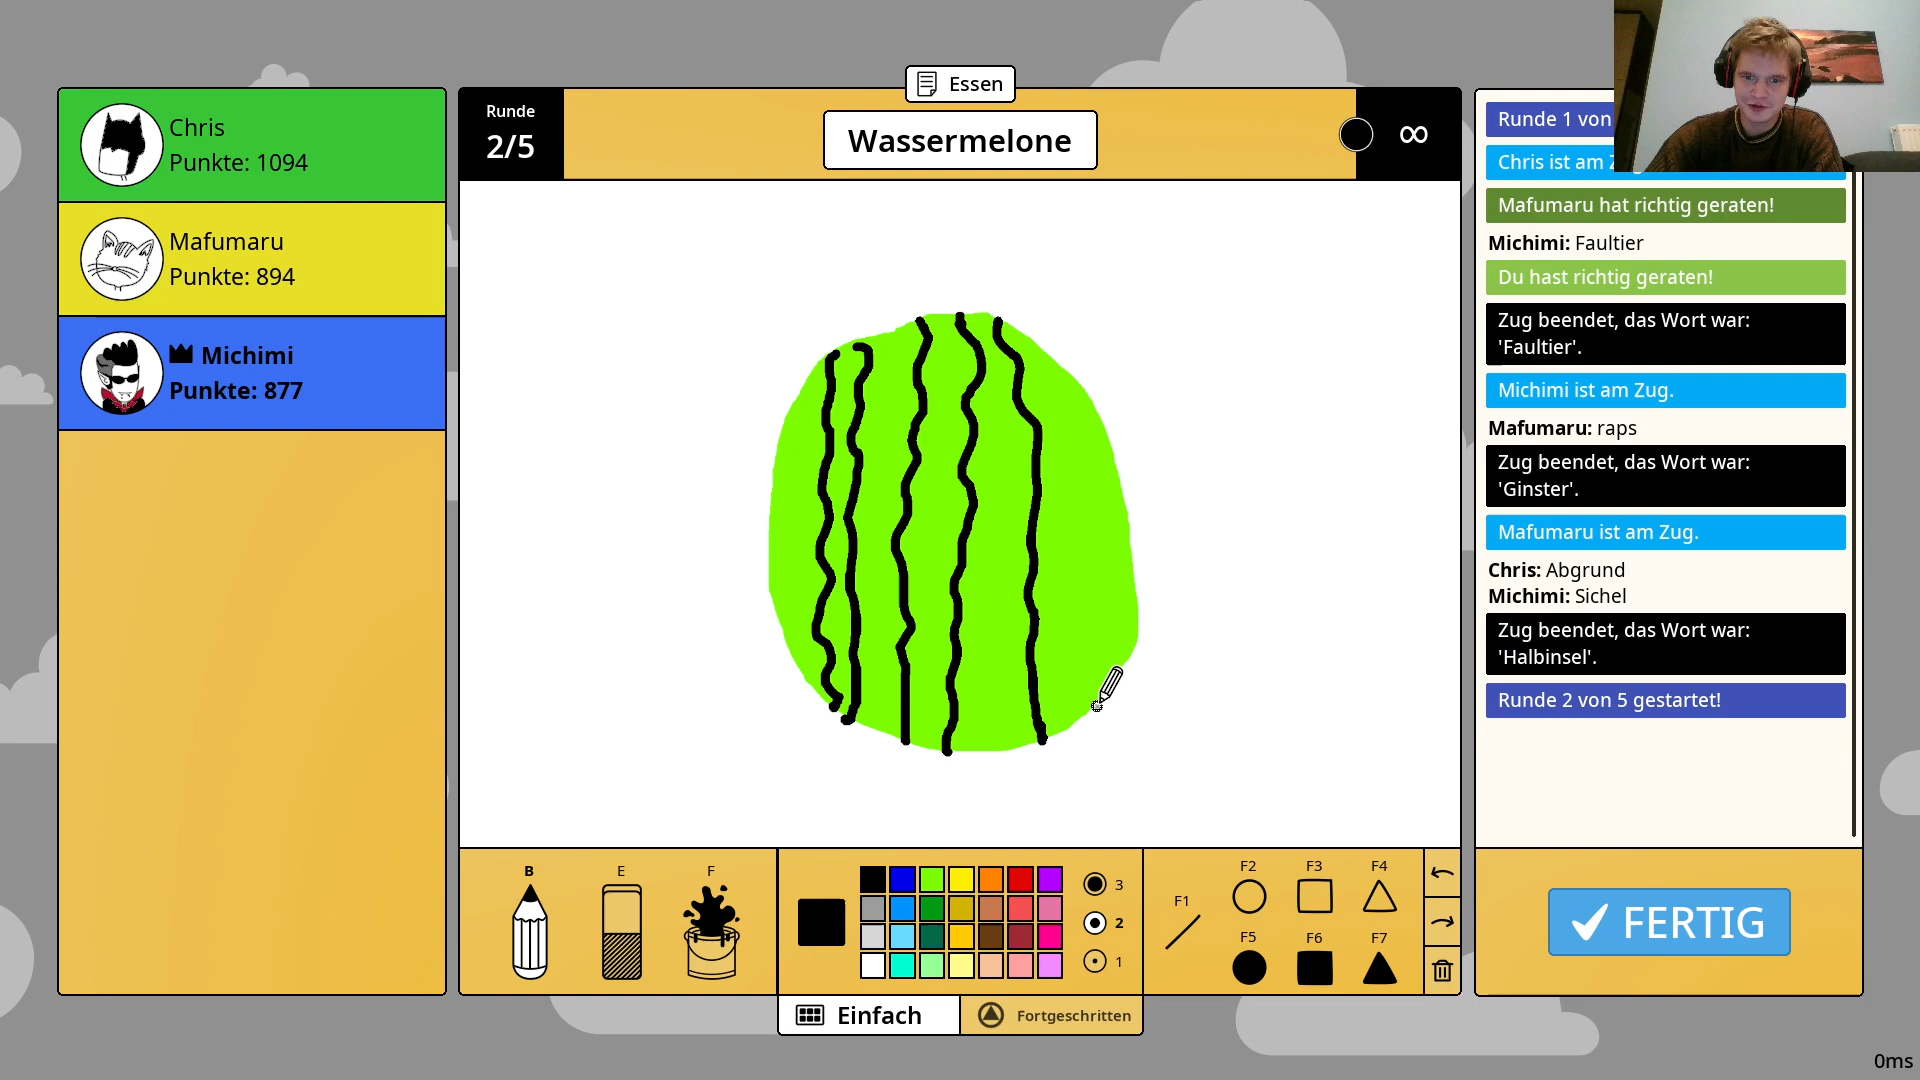 Essen
Runde
2/5
Wassermelone
∞
Chris
Punkte: 1094
Mafumaru
Punkte: 894
Michimi
Punkte: 877
Runde 1 von
Chris ist am
Mafumaru hat richtig geraten!
Michimi: Faultier
Du hast richtig geraten!
Zug beendet, das Wort war:
'Faultier'.
Michimi ist am Zug.
Mafumaru: raps
Zug beendet, das Wort war:
'Ginster'.
Mafumaru ist am Zug.
Chris: Abgrund
Michimi: Sichel
Zug beendet, das Wort war:
'Halbinsel'.
Runde 2 von 5 gestartet!
B
E
F
3
2
1
F1
F2
F3
F4
F5
F6
F7
FERTIG
Einfach
Fortgeschritten
0ms